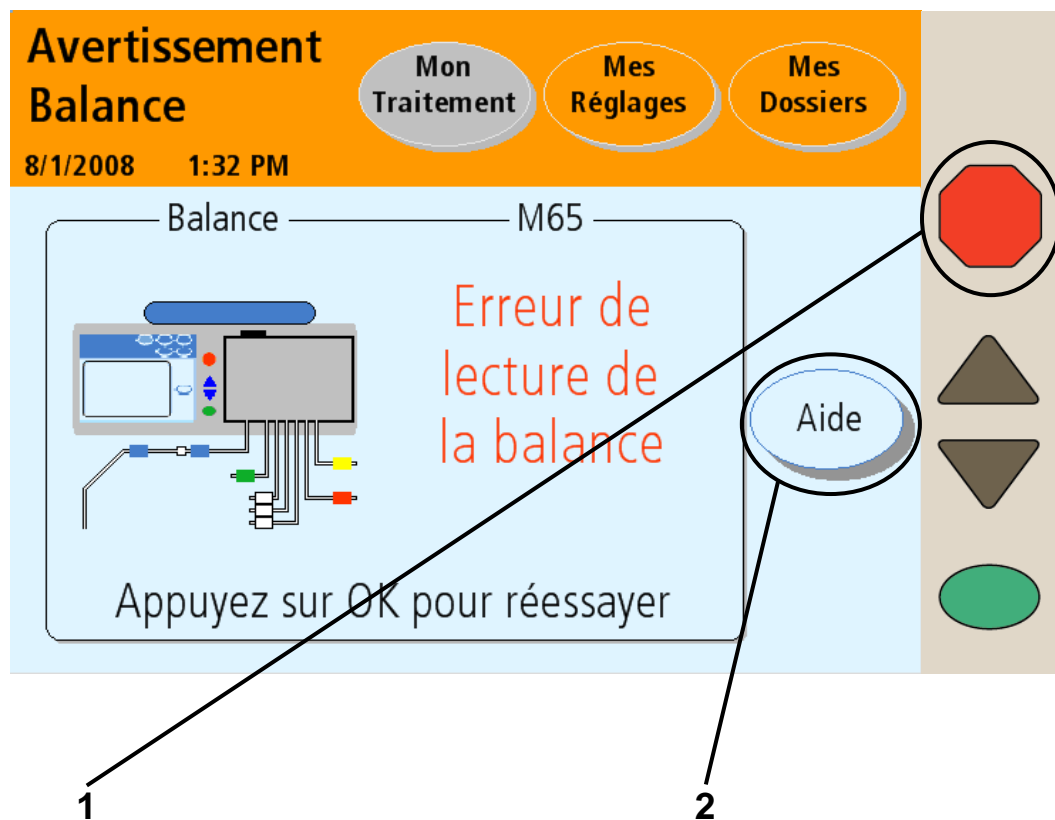 Avertissement
Balance
8/1/2008 1:32 PM
Mon
Traitement
Mes
Réglages
Mes
Dossiers
Balance M65
Erreur de
lecture de
la balance
Aide
Appuyez sur OK pour réessayer
1 2